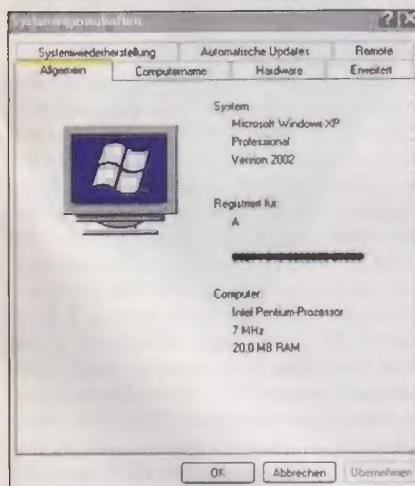 Systemeigenschaften
Systemwiederherstellung Automatische Updates Remote
Allgemein Computername Hardware Erweitert
System
Microsoft Windows XP
Professional
Version 2002
Registriert für:
A
Computer:
Intel Pentium-Prozessor
7 MHz
20,0 MB RAM
OK Abbrechen Übernehmen